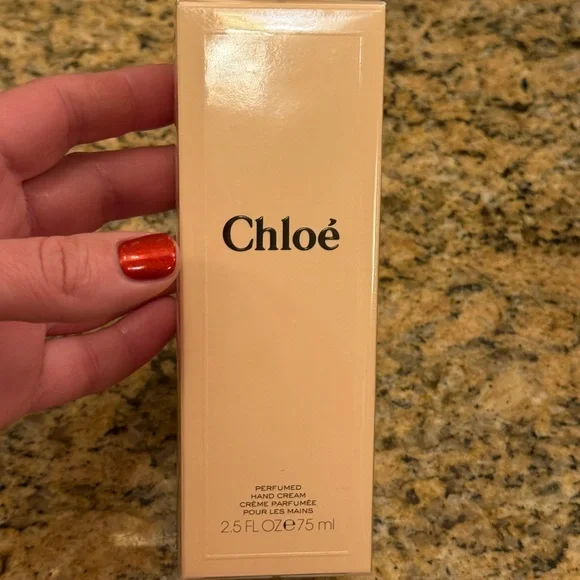 Chloé
PERFUMED
HAND CREAM
CRÈME PARFUMÉE
POUR LES MAINS
2.5 FL OZ℮75 ml